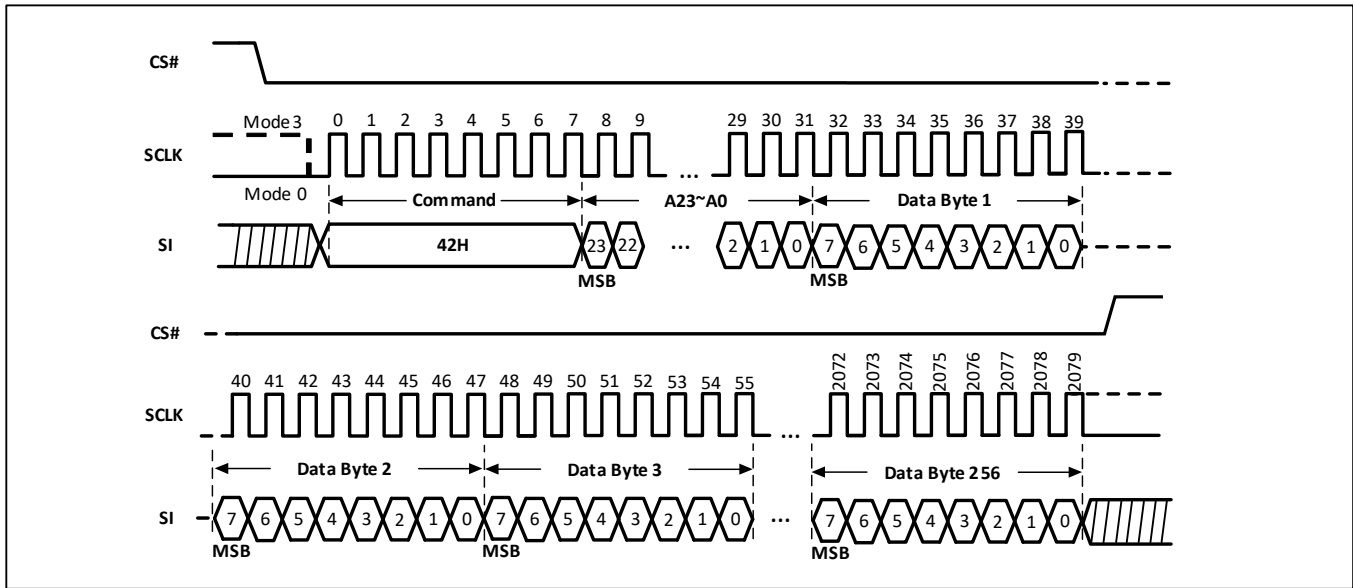 CS#
Mode 3
0 1 2 3 4 5 6 7 8 9 29 30 31 32 33 34 35 36 37 38 39
SCLK
...
Mode 0
Command A23~A0 Data Byte 1
SI 42H 23 22 ... 2 1 0 7 6 5 4 3 2 1 0
MSB MSB
CS#
40 41 42 43 44 45 46 47 48 49 50 51 52 53 54 55 2072 2073 2074 2075 2076 2077 2078 2079
SCLK
...
Data Byte 2 Data Byte 3 Data Byte 256
SI 7 6 5 4 3 2 1 0 7 6 5 4 3 2 1 0 ... 7 6 5 4 3 2 1 0
MSB MSB MSB